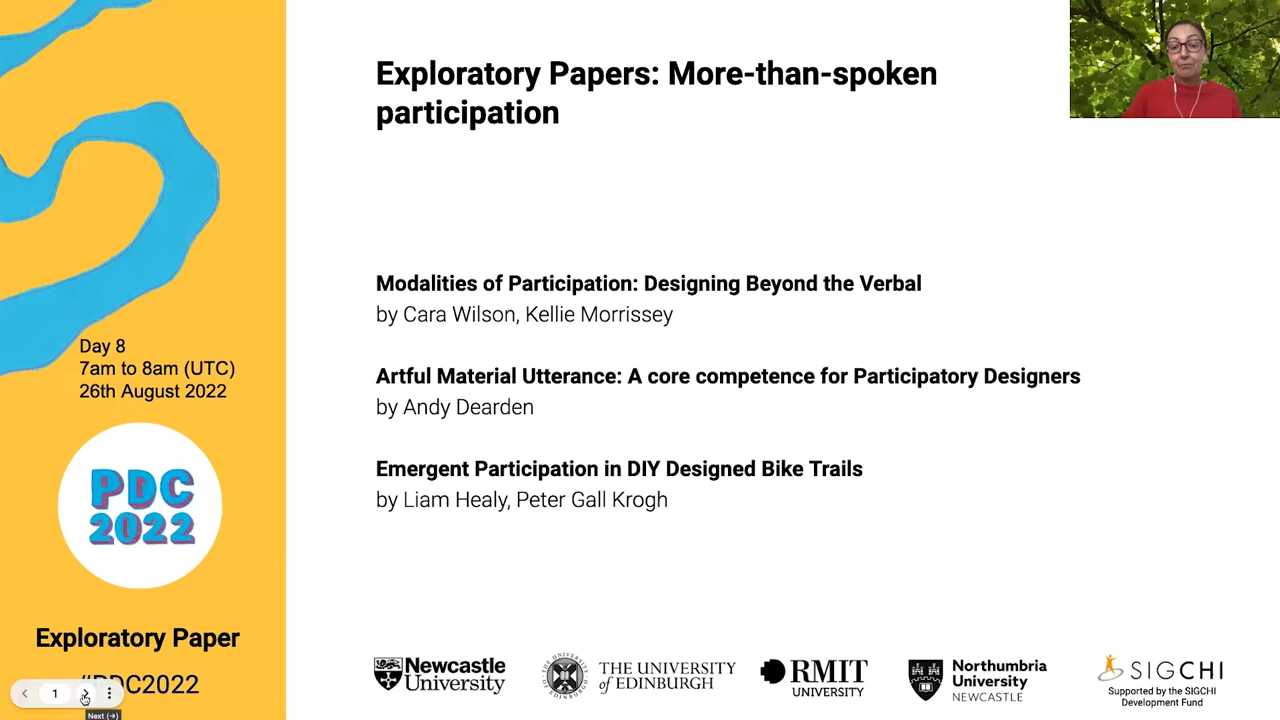 Exploratory Papers: More-than-spoken
participation
Modalities of Participation: Designing Beyond the Verbal
by Cara Wilson, Kellie Morrissey
Artful Material Utterance: A core competence for Participatory Designers
by Andy Dearden
Emergent Participation in DIY Designed Bike Trails
by Liam Healy, Peter Gall Krogh
Day 8
7am to 8am (UTC)
26th August 2022
PDC
2022
Exploratory Paper
#PDC2022
1
Next (→)
Newcastle
University
THE UNIVERSITY
of EDINBURGH
RMIT
UNIVERSITY
Northumbria
University
NEWCASTLE
SIGCHI
Supported by the SIGCHI
Development Fund